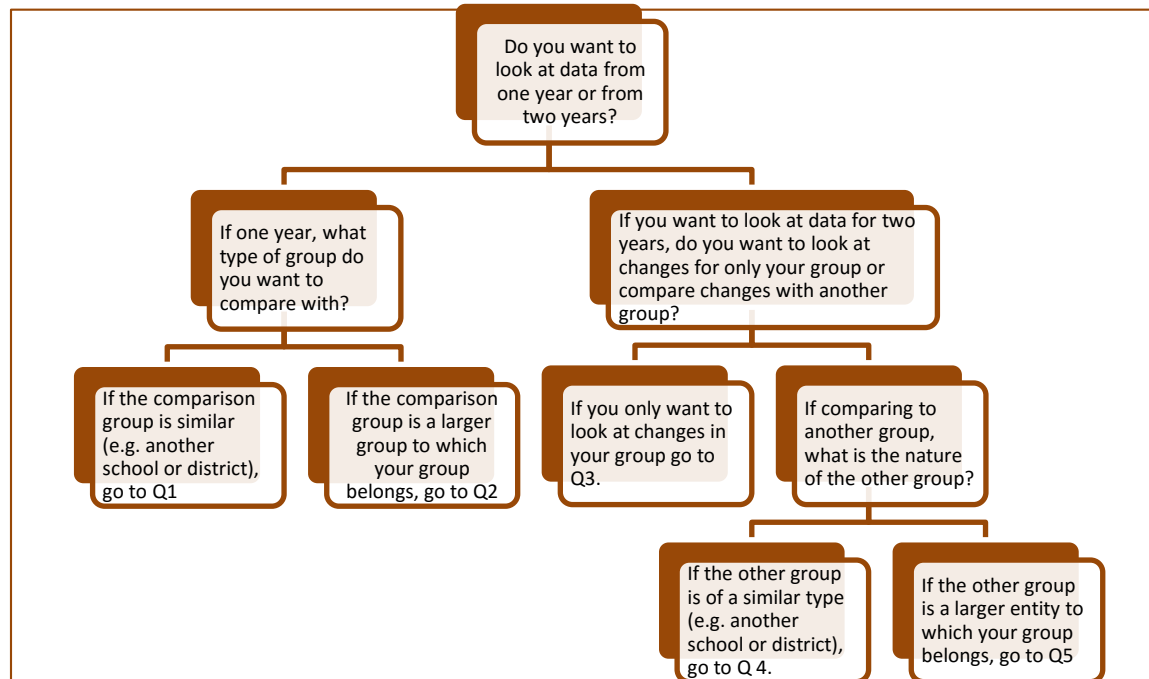 Do you want to
look at data from
one year or from
two years?
If one year, what
type of group do
you want to
compare with?
If you want to look at data for two
years, do you want to look at
changes for only your group or
compare changes with another
group?
If the comparison
group is similar
(e.g. another
school or district),
go to Q1
If the comparison
group is a larger
group to which
your group
belongs, go to Q2
If you only want to
look at changes in
your group go to
Q3.
If comparing to
another group,
what is the nature
of the other group?
If the other group
is of a similar type
(e.g. another
school or district),
go to Q 4.
If the other group
is a larger entity to
which your group
belongs, go to Q5